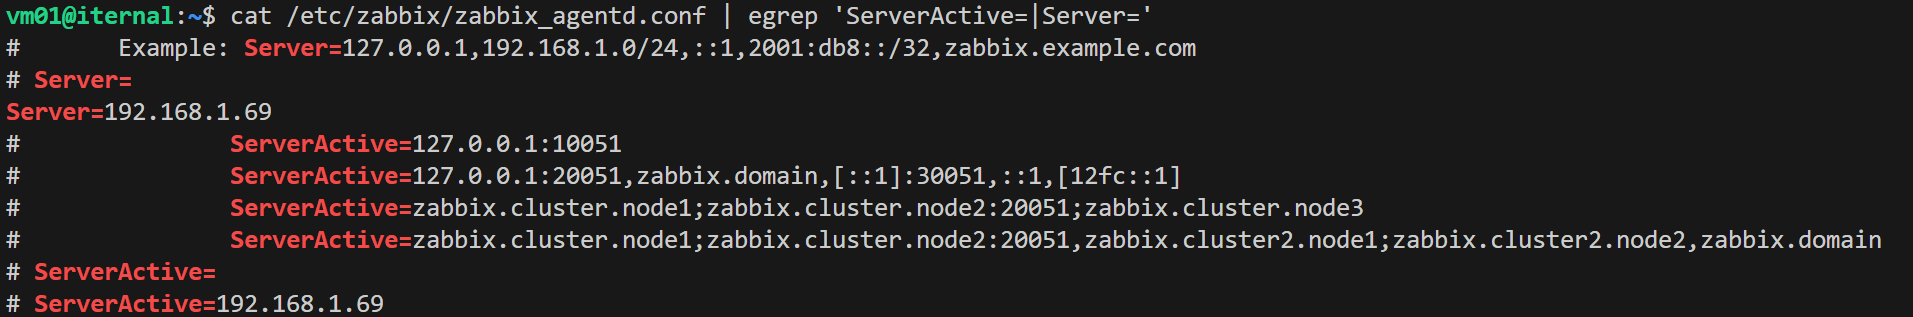 vm01@iternal:~$ cat /etc/zabbix/zabbix_agentd.conf | egrep 'ServerActive=|Server='
#       Example: Server=127.0.0.1,192.168.1.0/24,::1,2001:db8::/32,zabbix.example.com
# Server=
Server=192.168.1.69
#               ServerActive=127.0.0.1:10051
#               ServerActive=127.0.0.1:20051,zabbix.domain,[::1]:30051,::1,[12fc::1]
#               ServerActive=zabbix.cluster.node1;zabbix.cluster.node2:20051;zabbix.cluster.node3
#               ServerActive=zabbix.cluster.node1;zabbix.cluster.node2:20051,zabbix.cluster2.node1;zabbix.cluster2.node2,zabbix.domain
# ServerActive=
# ServerActive=192.168.1.69